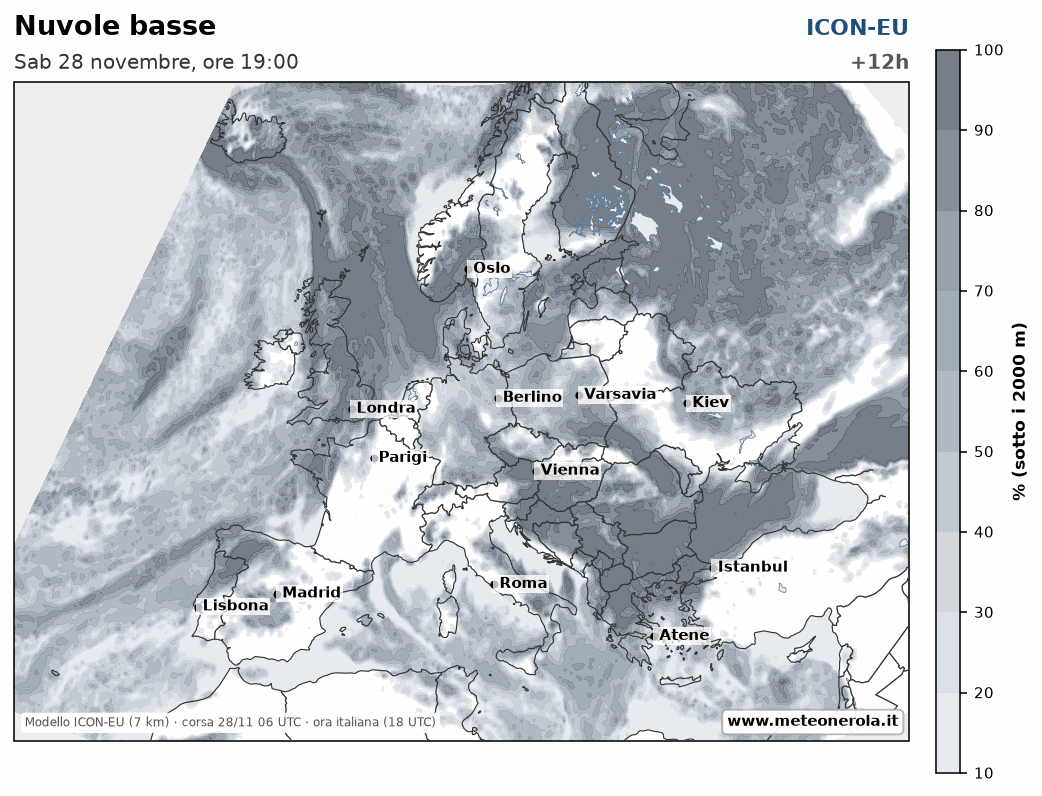 Nuvole basse
ICON-EU
Sab 28 novembre, ore 19:00
+12h
Oslo
Londra
Berlino
Varsavia
Kiev
Parigi
Vienna
Istanbul
Roma
Madrid
Lisbona
Atene
Modello ICON-EU (7 km) · corsa 28/11 06 UTC · ora italiana (18 UTC)
www.meteonerola.it
100
90
80
70
60
50
40
30
20
10
% (sotto i 2000 m)